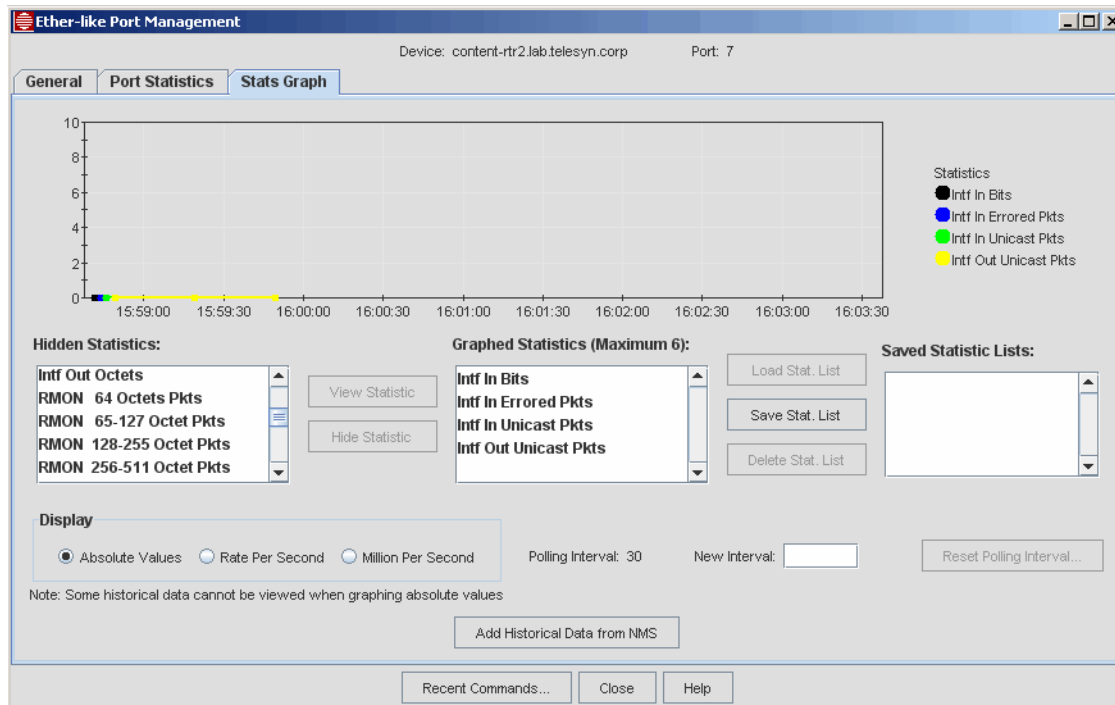 Ether-like Port Management
Device: content-rtr2.lab.telesyn.corp Port: 7
General Port Statistics Stats Graph
10
8
6
4
2
0
15:59:00 15:59:30 16:00:00 16:00:30 16:01:00 16:01:30 16:02:00 16:02:30 16:03:00 16:03:30
Statistics
Intf In Bits
Intf In Errored Pkts
Intf In Unicast Pkts
Intf Out Unicast Pkts
Hidden Statistics:
Intf Out Octets
RMON 64 Octets Pkts
RMON 65-127 Octet Pkts
RMON 128-255 Octet Pkts
RMON 256-511 Octet Pkts
View Statistic
Hide Statistic
Graphed Statistics (Maximum 6):
Intf In Bits
Intf In Errored Pkts
Intf In Unicast Pkts
Intf Out Unicast Pkts
Load Stat. List
Save Stat. List
Delete Stat. List
Saved Statistic Lists:
Display
Absolute Values Rate Per Second Million Per Second
Polling Interval: 30 New Interval: Reset Polling Interval...
Note: Some historical data cannot be viewed when graphing absolute values
Add Historical Data from NMS
Recent Commands... Close Help